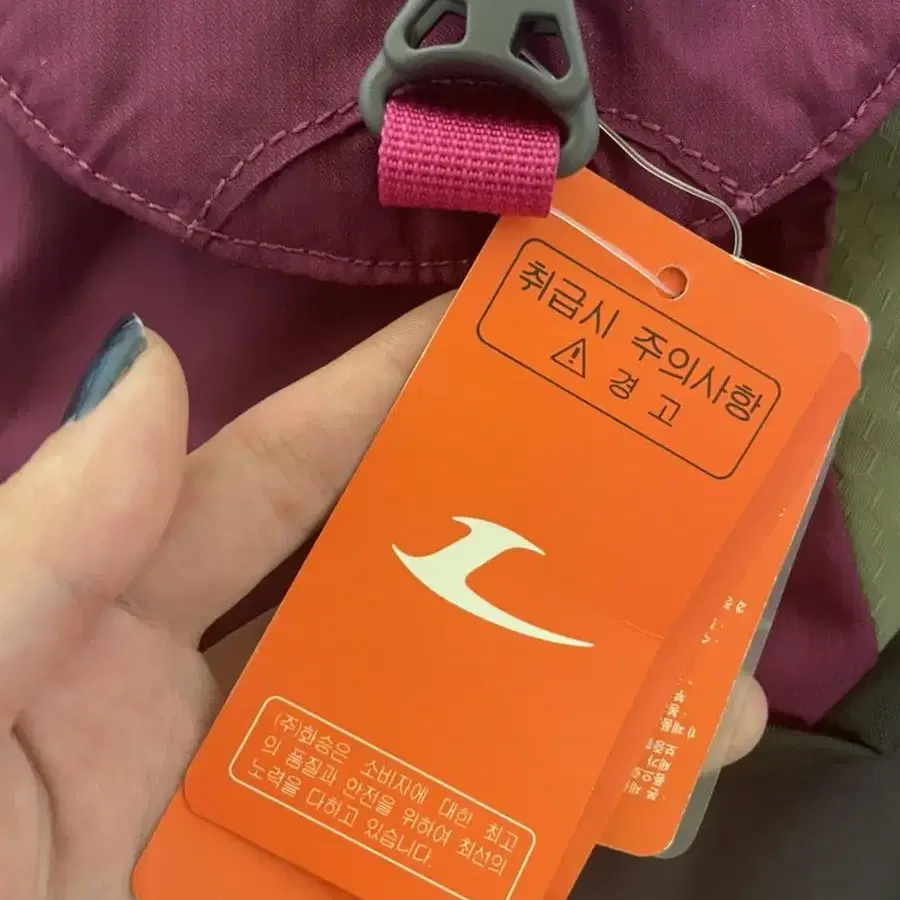 취급시 주의사항
⚠ 경 고
(주)화승은 소비자에 대한 최고
의 품질과 안전을 위하여 최선의
노력을 다하고 있습니다.